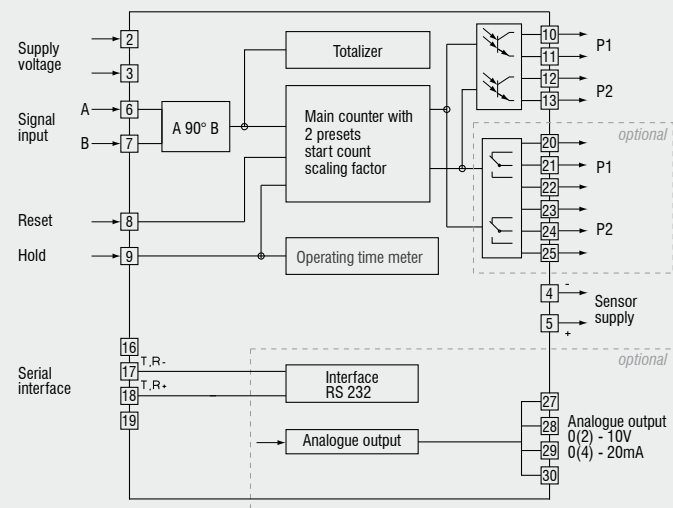 Supply
voltage
2
3
Signal
input
A
B
6
7
A 90° B
Totalizer
Main counter with
2 presets
start count
scaling factor
Reset
8
Hold
9
Operating time meter
10
11
12
13
P1
P2
optional
20
21
22
23
24
25
P1
P2
4
5
-
+
Sensor
supply
Serial
interface
16
17
18
19
T,R-
T,R+
Interface
RS 232
optional
Analogue output
27
28
29
30
Analogue output
0(2) - 10V
0(4) - 20mA